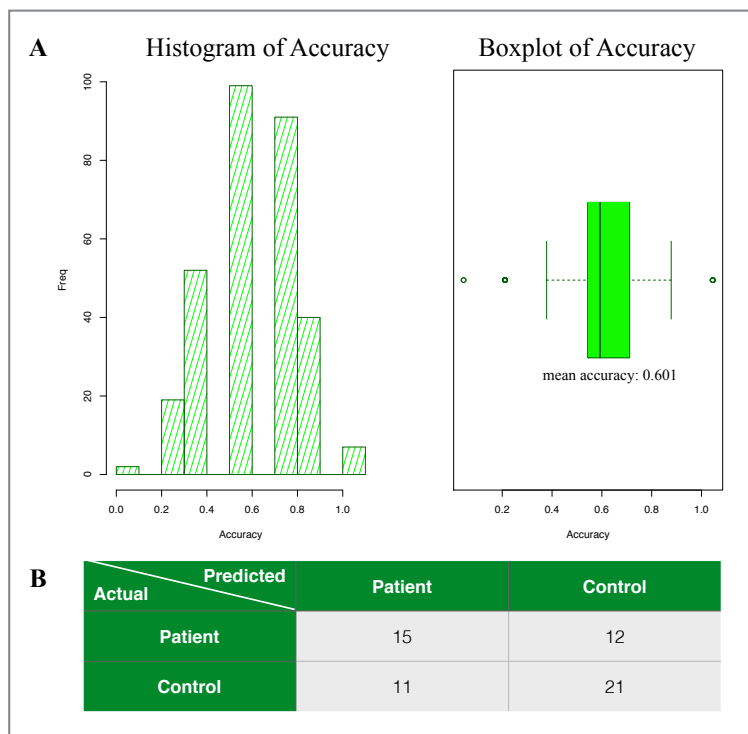 A
Histogram of Accuracy
Boxplot of Accuracy
Freq
100
80
60
40
20
0
0.0 0.2 0.4 0.6 0.8 1.0
Accuracy
mean accuracy: 0.601
0.2 0.4 0.6 0.8 1.0
Accuracy
B
Predicted
Actual
Patient Control
Patient 15 12
Control 11 21